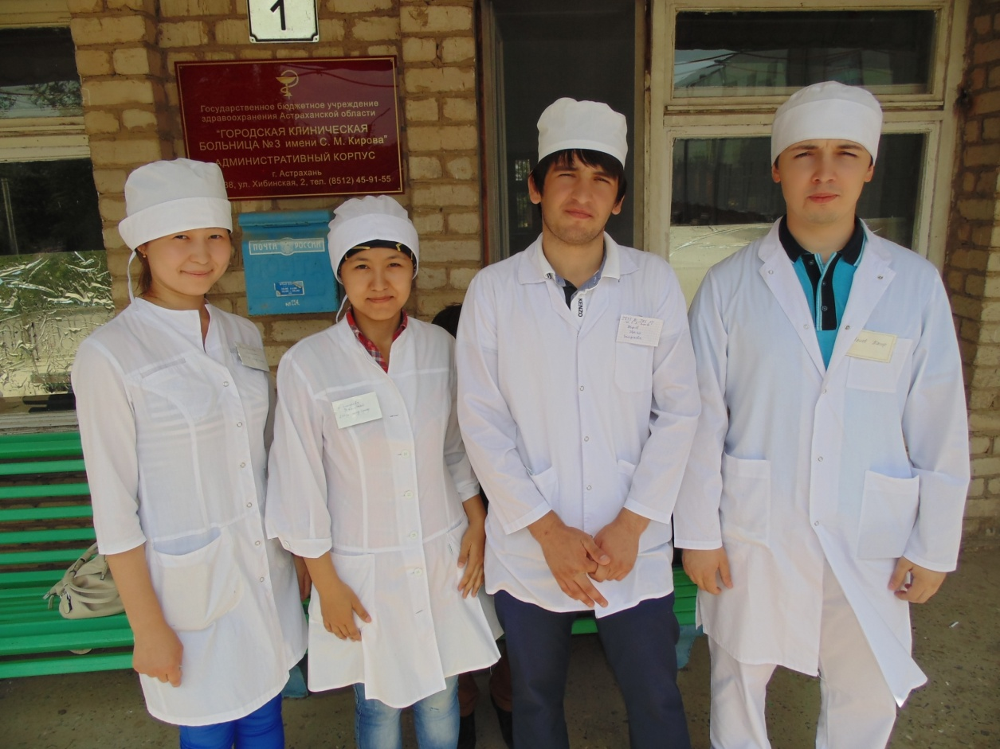 1
Государственное бюджетное учреждение
здравоохранения Астраханской области
"ГОРОДСКАЯ КЛИНИЧЕСКАЯ
БОЛЬНИЦА №3 имени С. М. Кирова"
АДМИНИСТРАТИВНЫЙ КОРПУС
г. Астрахань
38, ул. Хибинская, 2, тел. (8512) 45-91-55
ПОЧТА РОССИИ
KENZO